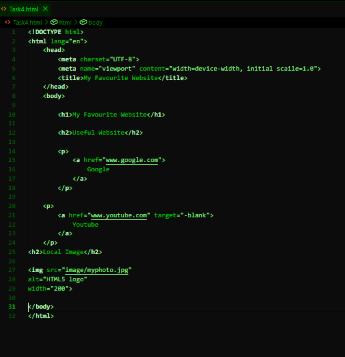 Task4.html
Task4.html > html > body
1 <!DOCTYPE html>
2 <html lang="en">
3 <head>
4 <meta charset="UTF-8">
5 <meta name="viewport" content="width=device-width, initial scaile=1.0">
6 <title>My Favourite Website</title>
7 </head>
8 <body>
9
10 <h1>My Favourite Website</h1>
11
12 <h2>Useful Website</h2>
13
14 <p>
15 <a href="www.google.com">
16 Google
17 </a>
18 </p>
19
20 <p>
21 <a href="www.youtube.com" target="-blank">
22 Youtube
23 </a>
24 </p>
25 <h2>Local Image</h2>
26
27 <img src="image/myphoto.jpg"
28 alt="HTML5 logo"
29 width="200">
30
31 </body>
32 </html>